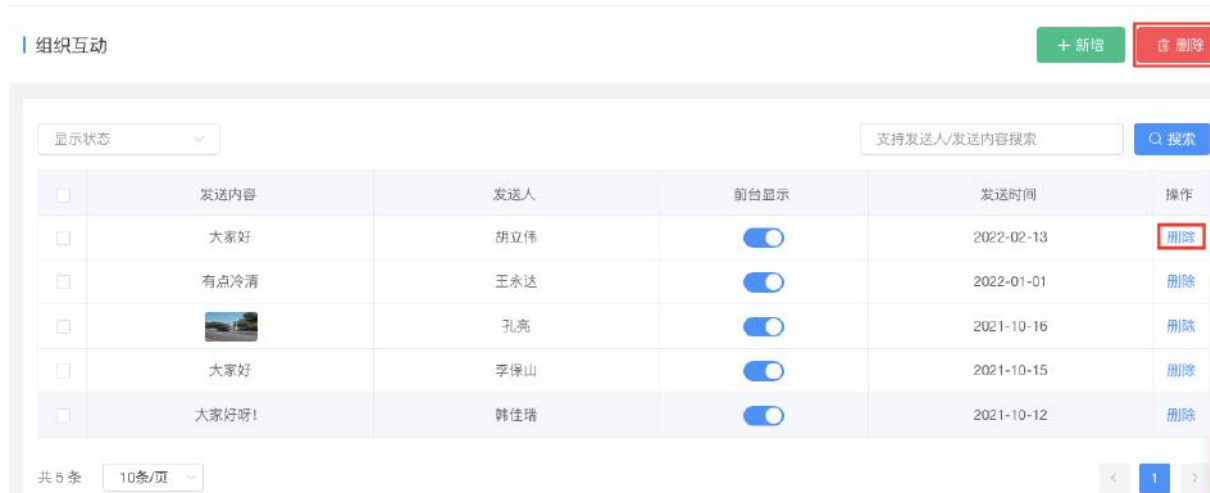 组织互动 + 新增 删除
显示状态 支持发送人/发送内容搜索 搜索
发送内容 发送人 前台显示 发送时间 操作
大家好 胡立伟 2022-02-13 删除
有点冷清 王永达 2022-01-01 删除
孔亮 2021-10-16 删除
大家好 李保山 2021-10-15 删除
大家好呀! 韩佳瑞 2021-10-12 删除
共 5 条 10条/页 < 1 >